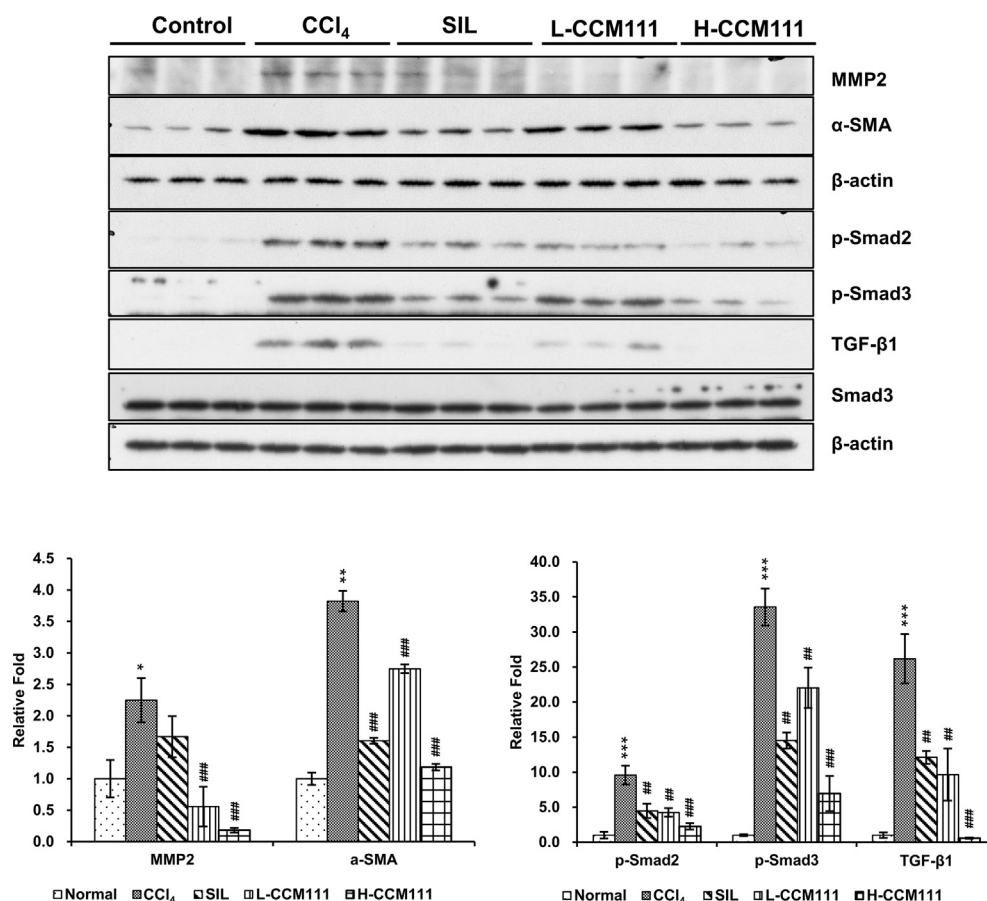 Control CCl₄ SIL L-CCM111 H-CCM111
MMP2
α-SMA
β-actin
p-Smad2
p-Smad3
TGF-β1
Smad3
β-actin
Relative Fold
4.5
4.0
3.5
3.0
2.5
2.0
1.5
1.0
0.5
0.0
* ### ###
** ### ### ###
MMP2 a-SMA
Normal CCl₄ SIL L-CCM111 H-CCM111
Relative Fold
40.0
35.0
30.0
25.0
20.0
15.0
10.0
5.0
0.0
*** ## ## ###
*** ## ## ###
*** ## ## ###
p-Smad2 p-Smad3 TGF-β1
Normal CCl₄ SIL L-CCM111 H-CCM111